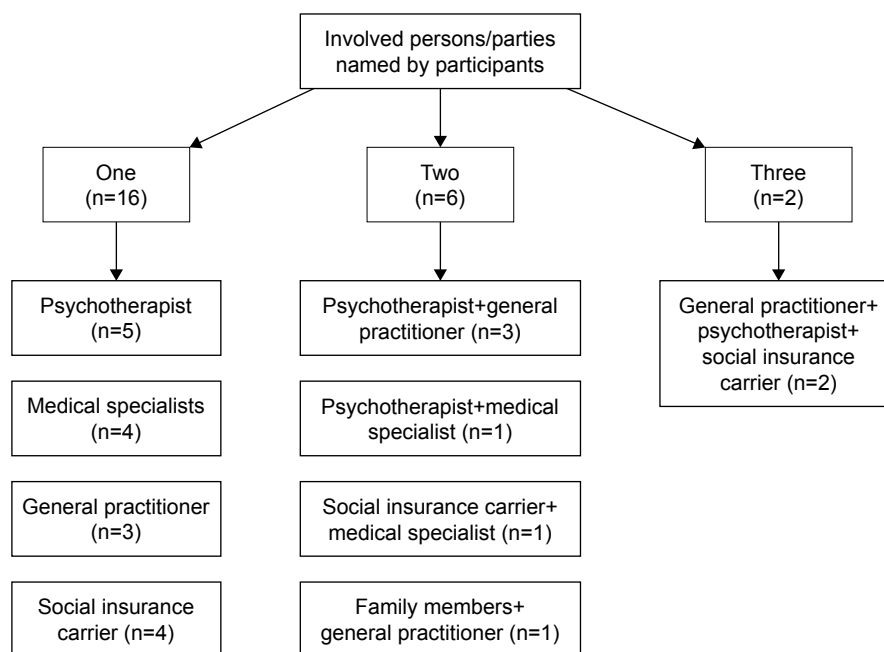 Involved persons/parties
named by participants
One
(n=16)
Two
(n=6)
Three
(n=2)
Psychotherapist
(n=5)
Medical specialists
(n=4)
General practitioner
(n=3)
Social insurance
carrier (n=4)
Psychotherapist+general
practitioner (n=3)
Psychotherapist+medical
specialist (n=1)
Social insurance carrier+
medical specialist (n=1)
Family members+
general practitioner (n=1)
General practitioner+
psychotherapist+
social insurance
carrier (n=2)